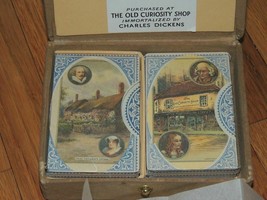 PURCHASED AT
THE OLD CURIOSITY SHOP
IMMORTALIZED BY
CHARLES DICKENS